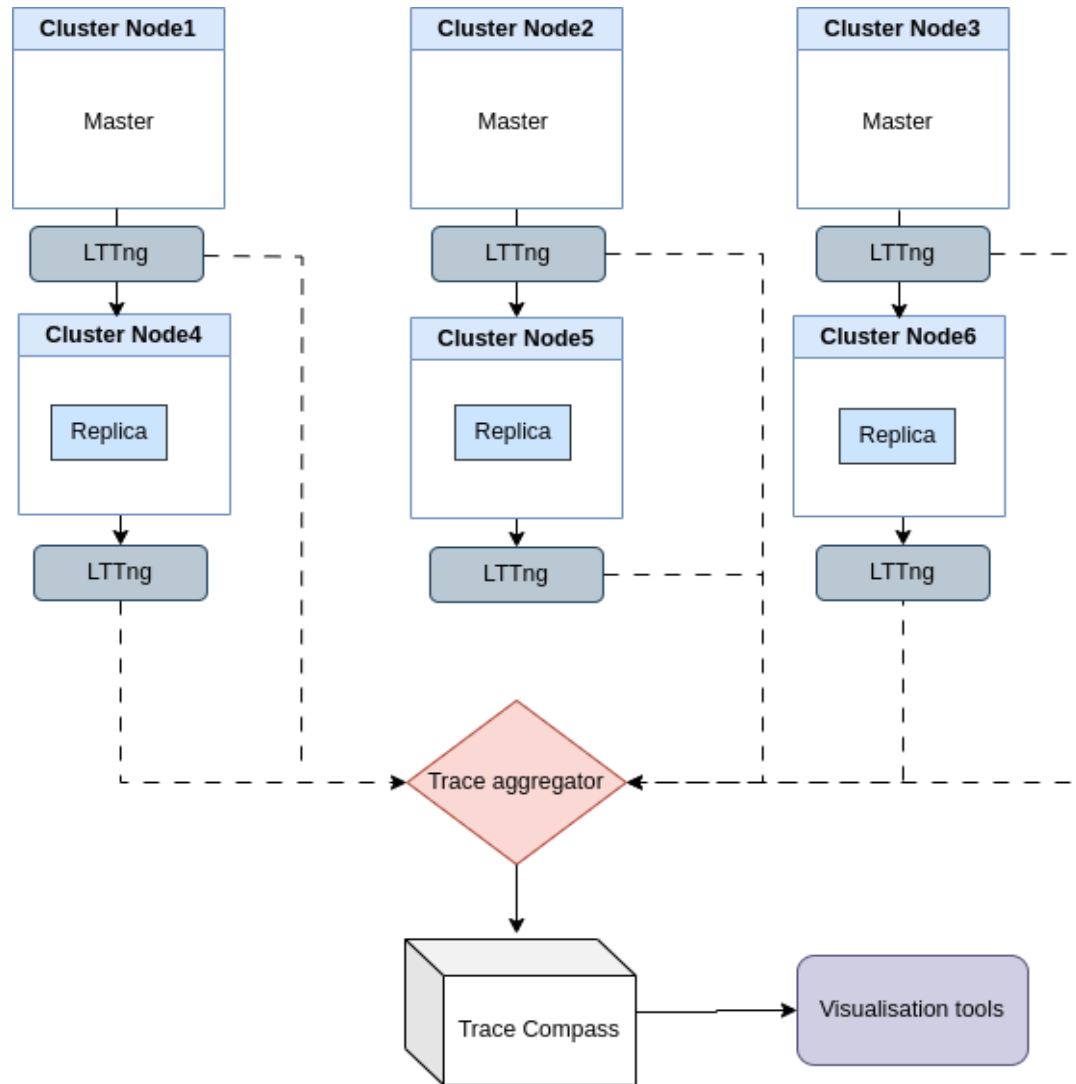 Cluster Node1
Cluster Node2
Cluster Node3
Master
Master
Master
LTTng
LTTng
LTTng
Cluster Node4
Cluster Node5
Cluster Node6
Replica
Replica
Replica
LTTng
LTTng
LTTng
Trace aggregator
Trace Compass
Visualisation tools